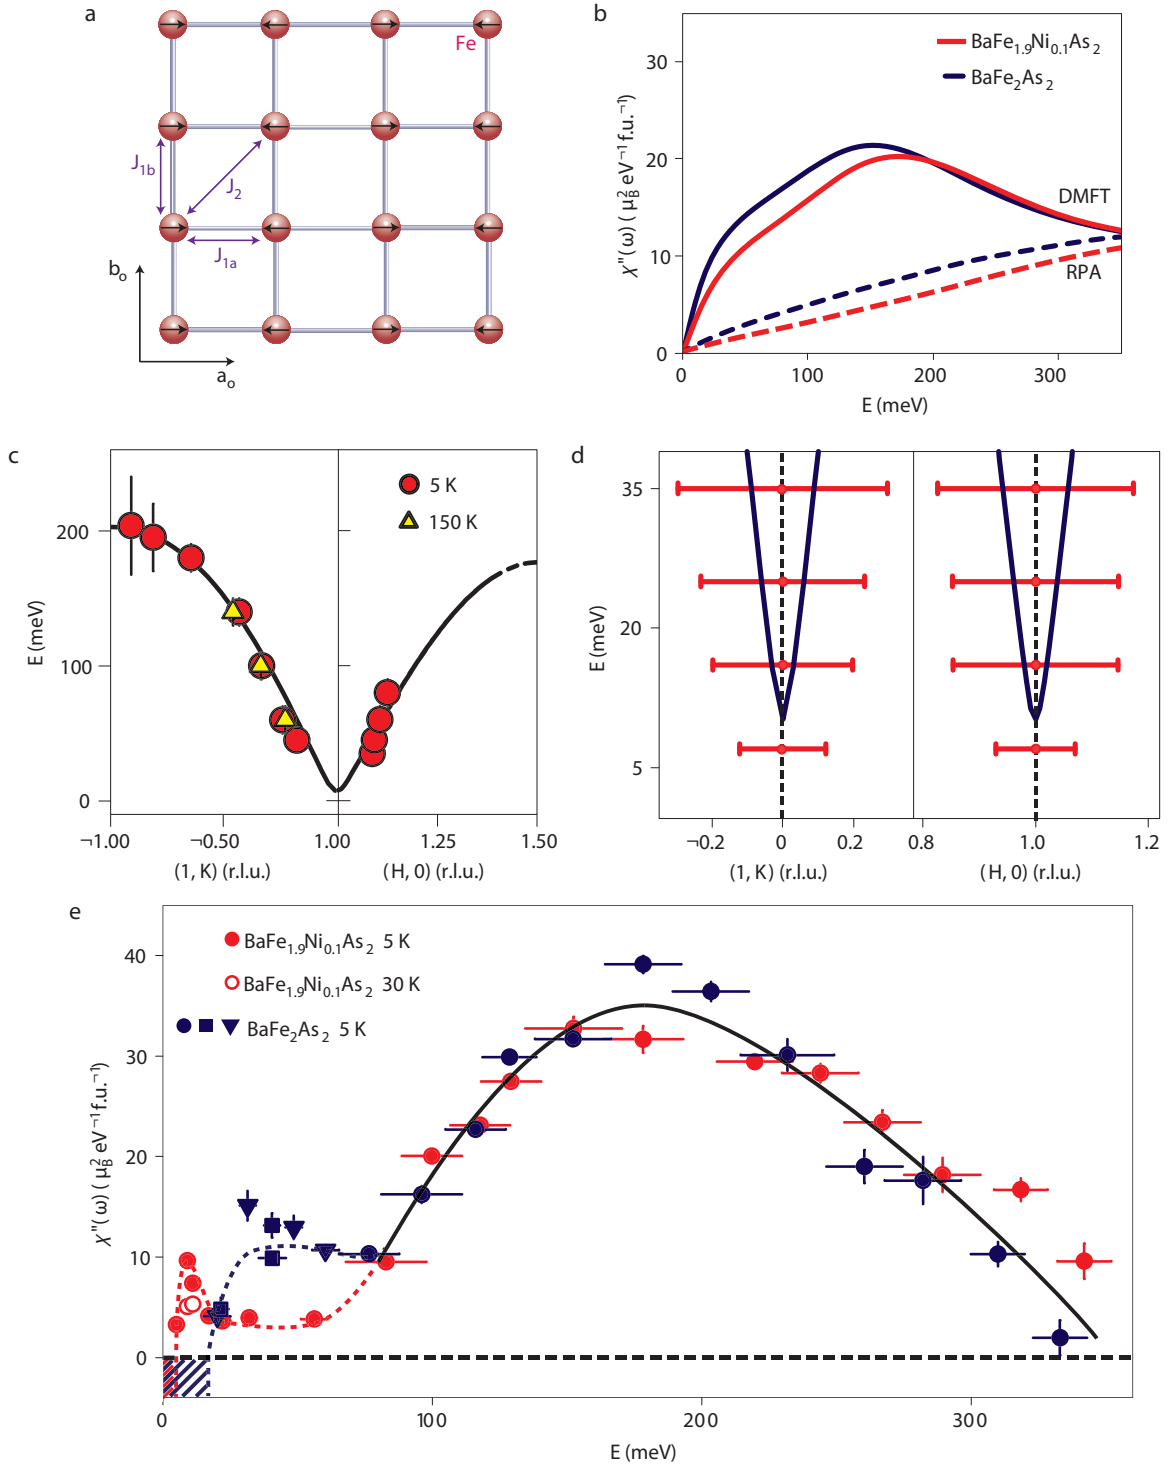 a
Fe
J1b
J2
J1a
bo
ao
b
BaFe1.9Ni0.1As2
BaFe2As2
30
20
10
0
χ″(ω) ( μB2 eV¬1 f.u.¬1)
DMFT
RPA
0 100 200 300
E (meV)
c
5 K
150 K
200
100
0
E (meV)
¬1.00 ¬0.50 1.00 1.25 1.50
(1, K) (r.l.u.) (H, 0) (r.l.u.)
d
35
20
5
E (meV)
¬0.2 0 0.2 0.8 1.0 1.2
(1, K) (r.l.u.) (H, 0) (r.l.u.)
e
BaFe1.9Ni0.1As2 5 K
BaFe1.9Ni0.1As2 30 K
BaFe2As2 5 K
40
30
20
10
0
χ″(ω) ( μB2 eV¬1 f.u.¬1)
0 100 200 300
E (meV)